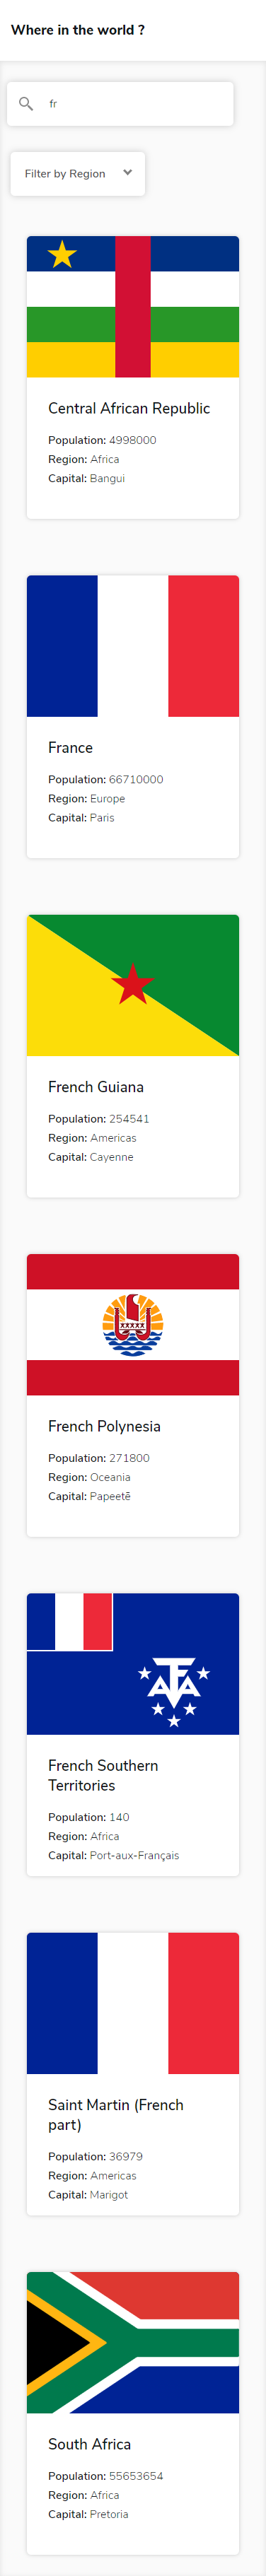 Where in the world ?
fr
Filter by Region
Central African Republic
Population: 4998000
Region: Africa
Capital: Bangui
France
Population: 66710000
Region: Europe
Capital: Paris
French Guiana
Population: 254541
Region: Americas
Capital: Cayenne
French Polynesia
Population: 271800
Region: Oceania
Capital: Papeetē
French Southern
Territories
Population: 140
Region: Africa
Capital: Port-aux-Français
Saint Martin (French
part)
Population: 36979
Region: Americas
Capital: Marigot
South Africa
Population: 55653654
Region: Africa
Capital: Pretoria